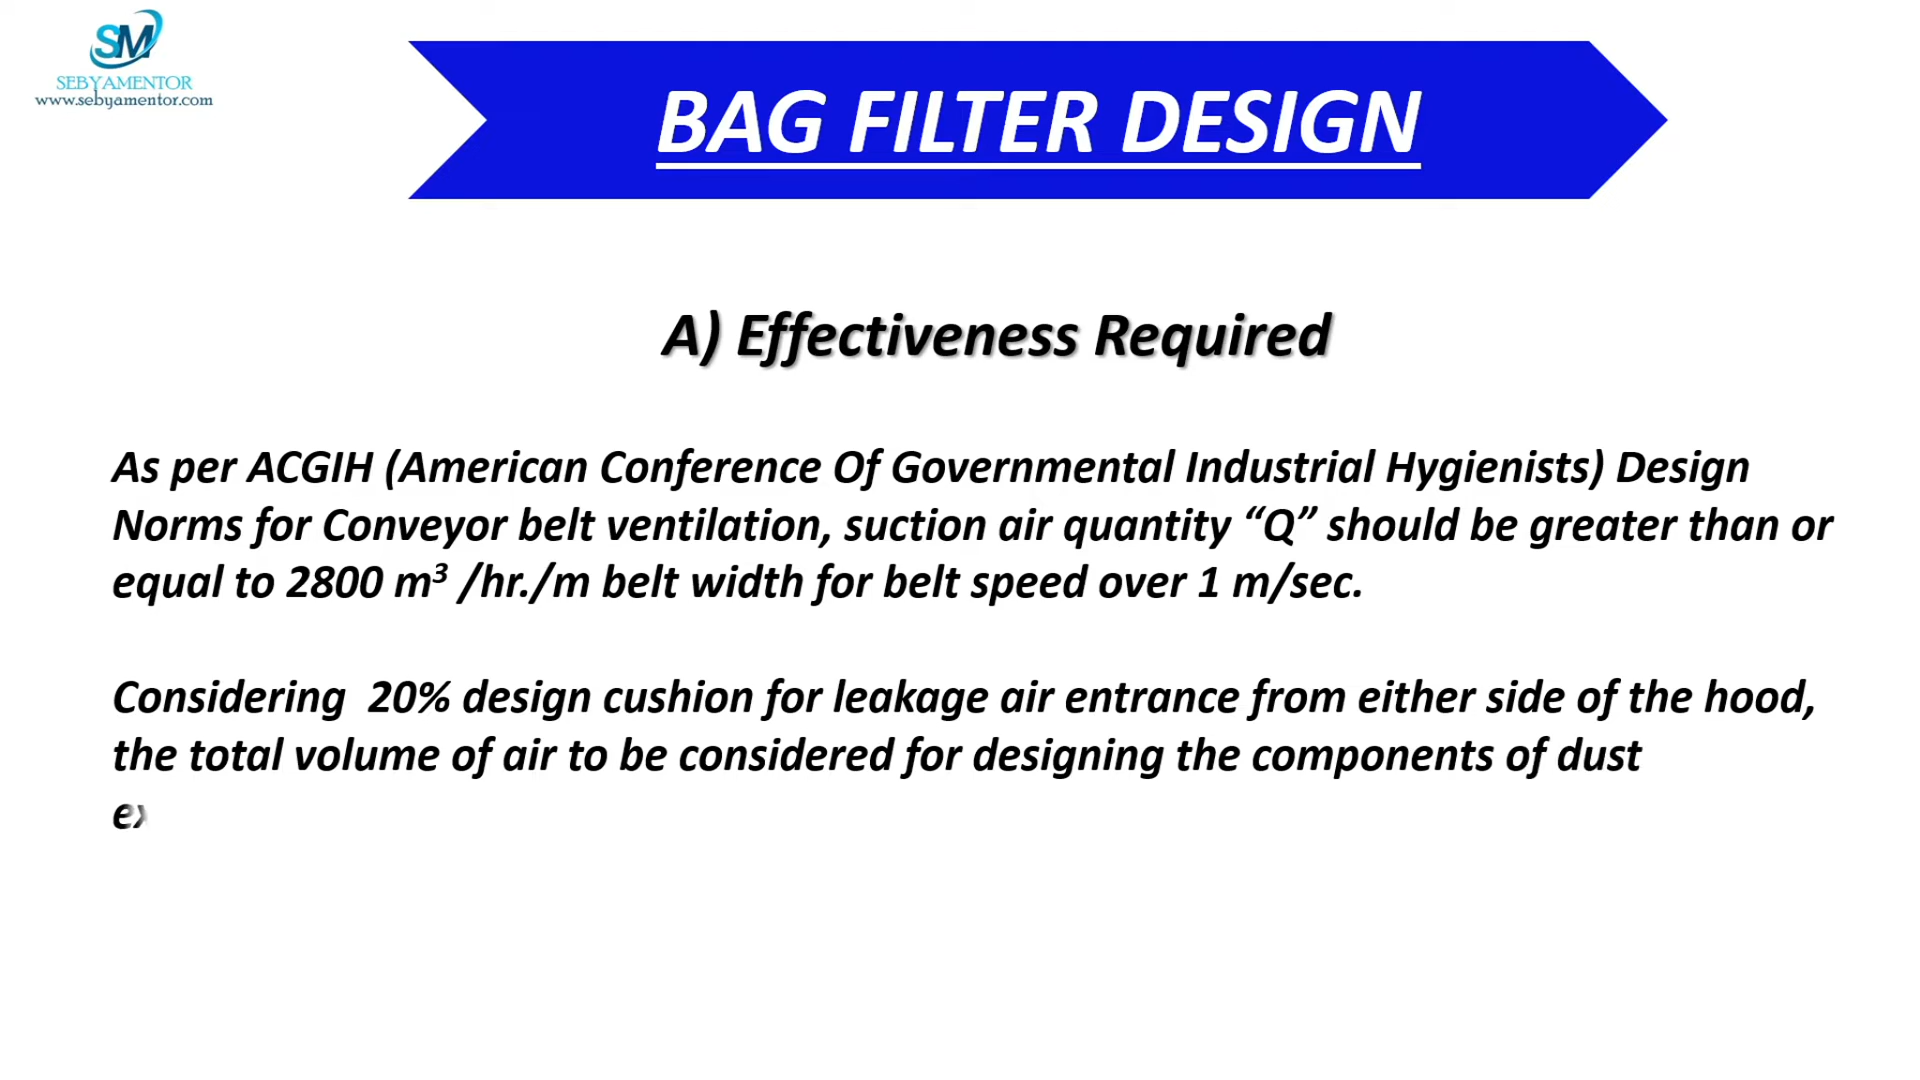 SM
SEBYAMENTOR
www.sebyamentor.com
BAG FILTER DESIGN
A) Effectiveness Required
As per ACGIH (American Conference Of Governmental Industrial Hygienists) Design
Norms for Conveyor belt ventilation, suction air quantity “Q” should be greater than or
equal to 2800 m³ /hr./m belt width for belt speed over 1 m/sec.
Considering 20% design cushion for leakage air entrance from either side of the hood,
the total volume of air to be considered for designing the components of dust